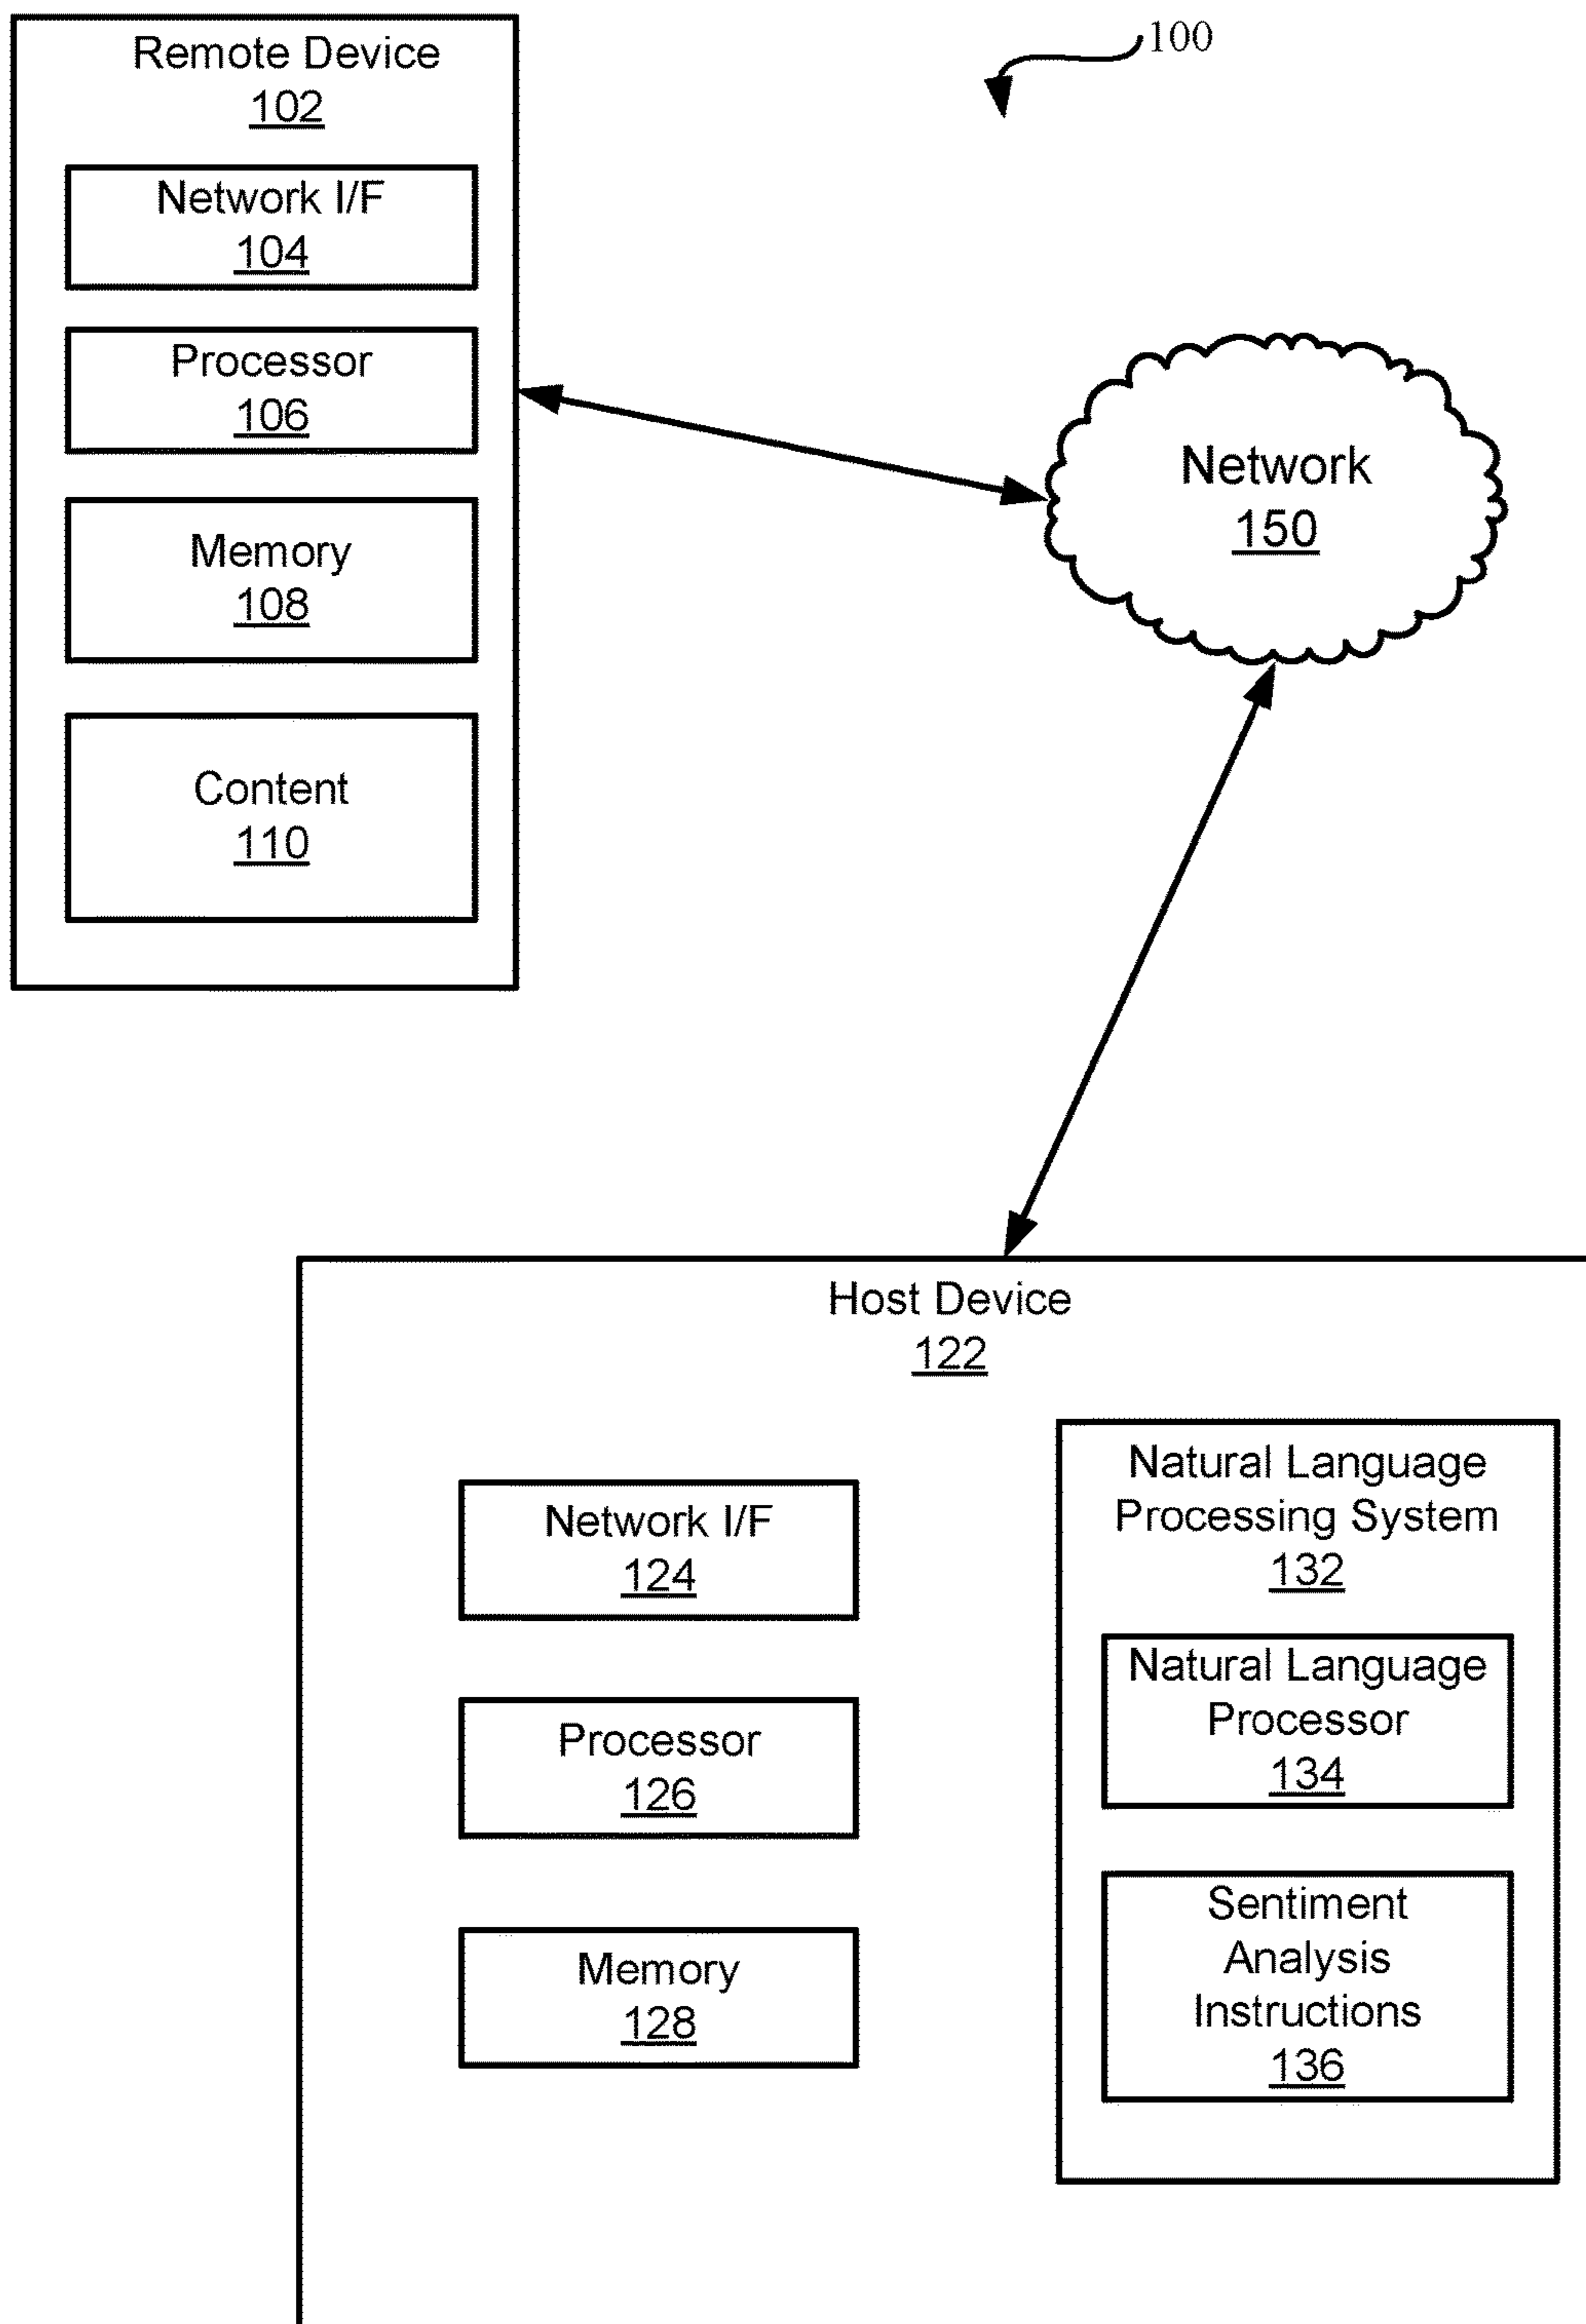 Remote Device
102
100
Network I/F
104
Processor
106
Memory
108
Content
110
Network
150
Host Device
122
Network I/F
124
Processor
126
Memory
128
Natural Language
Processing System
132
Natural Language
Processor
134
Sentiment
Analysis
Instructions
136